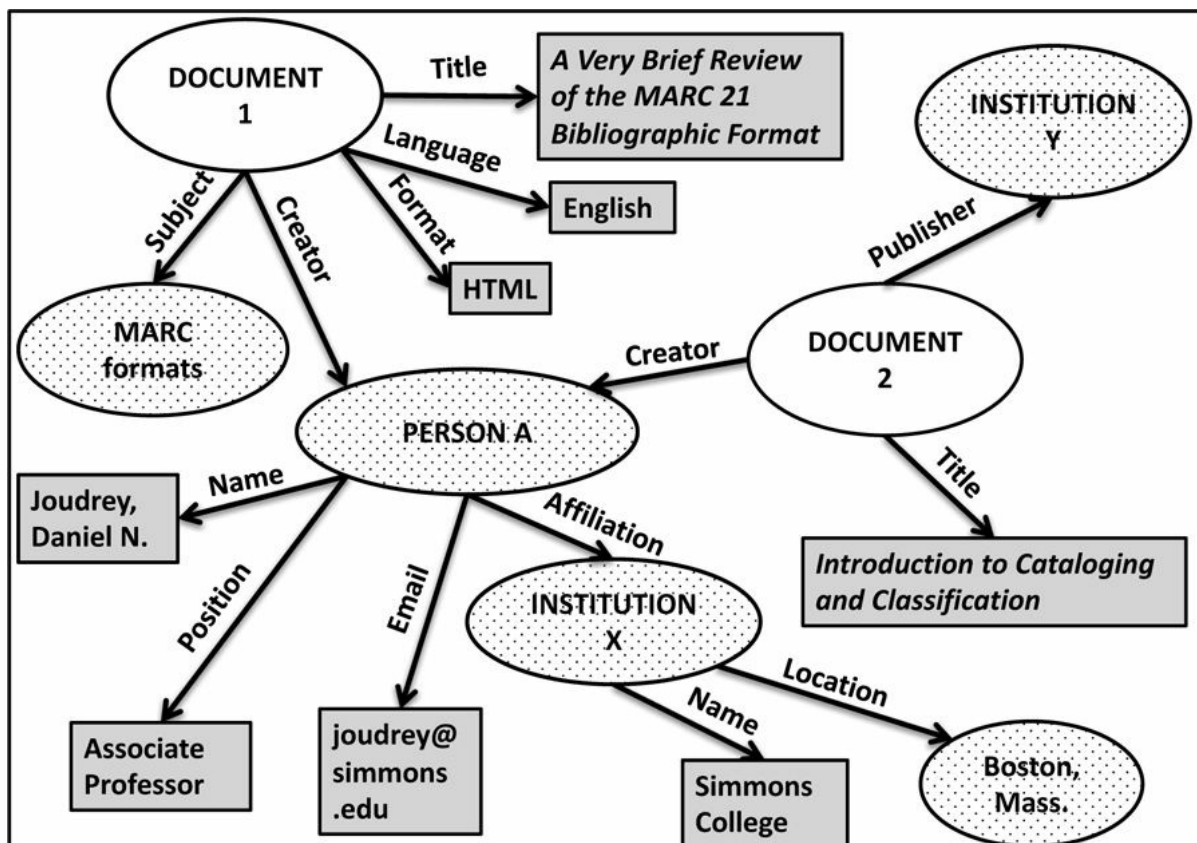 DOCUMENT
1
Title
A Very Brief Review
of the MARC 21
Bibliographic Format
INSTITUTION
Y
Language
English
Format
HTML
Subject
Creator
MARC
formats
Publisher
DOCUMENT
2
Creator
PERSON A
Title
Introduction to Cataloging
and Classification
Name
Joudrey,
Daniel N.
Position
Associate
Professor
Email
joudrey@
simmons
.edu
Affiliation
INSTITUTION
X
Name
Simmons
College
Location
Boston,
Mass.